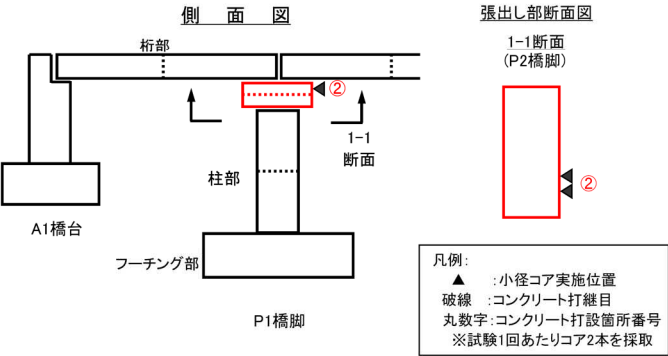 側面図
張出し部断面図
桁部
1-1断面
(P2橋脚)
②
1-1
断面
②
柱部
A1橋台
フーチング部
P1橋脚
凡例:
▲ :小径コア実施位置
破線 :コンクリート打継目
丸数字:コンクリート打設箇所番号
※試験1回あたりコア2本を採取